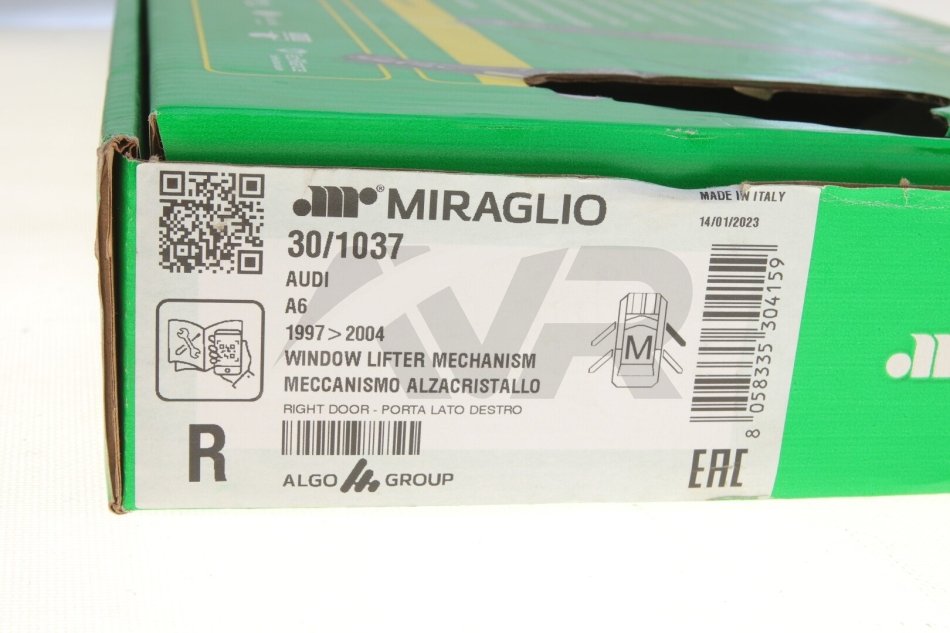 MIRAGLIO
MADE IN ITALY
14/01/2023
30/1037
AUDI
A6
1997>2004
WINDOW LIFTER MECHANISM
MECCANISMO ALZACRISTALLO
RIGHT DOOR - PORTA LATO DESTRO
R
ALGO GROUP
M
8 058335 304159
EAC
AVR